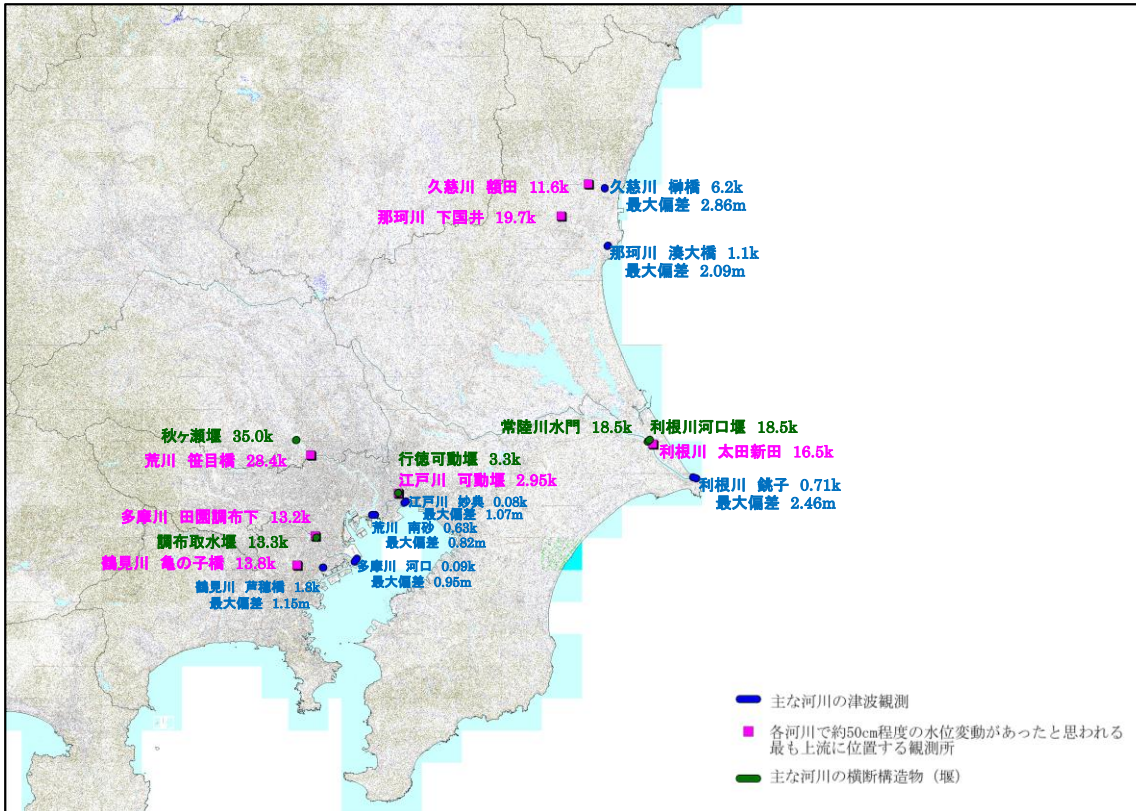 久慈川 額田 11.6k
久慈川 榊橋 6.2k
最大偏差 2.86m
那珂川 下国井 19.7k
那珂川 湊大橋 1.1k
最大偏差 2.09m
秋ヶ瀬堰 35.0k
荒川 笹目橋 28.4k
常陸川水門 18.5k
利根川河口堰 18.5k
利根川 太田新田 16.5k
行徳可動堰 3.3k
江戸川 可動堰 2.95k
利根川 銚子 0.71k
最大偏差 2.46m
江戸川 妙典 0.08k
最大偏差 1.07m
多摩川 田園調布下 13.2k
荒川 南砂 0.63k
最大偏差 0.82m
調布取水堰 13.3k
鶴見川 亀の子橋 13.8k
多摩川 河口 0.09k
最大偏差 0.95m
鶴見川 芦穂橋 1.8k
最大偏差 1.15m
主な河川の津波観測
各河川で約50cm程度の水位変動があったと思われる
最も上流に位置する観測所
主な河川の横断構造物（堰）